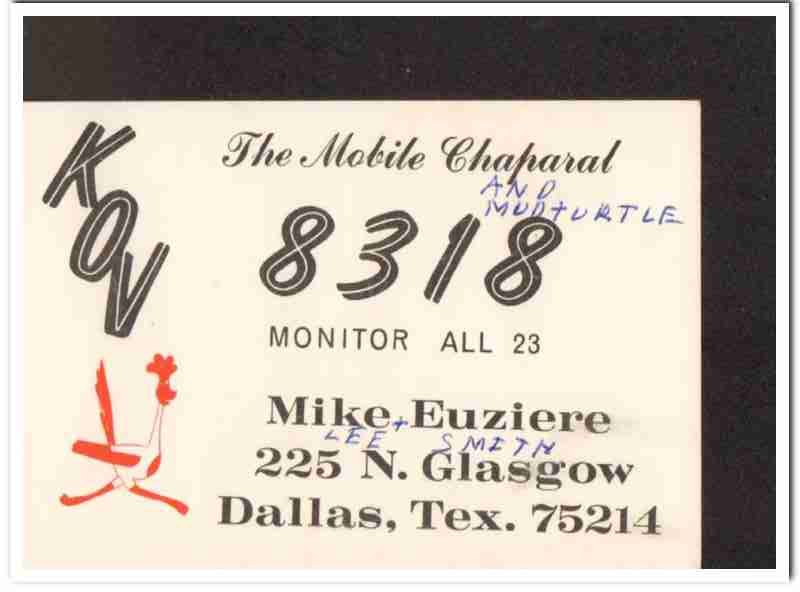 KOV
The Mobile Chaparal
AND
MUDTURTLE
8318
MONITOR ALL 23
Mike + Euziere
LEE SMITH
225 N. Glasgow
Dallas, Tex. 75214